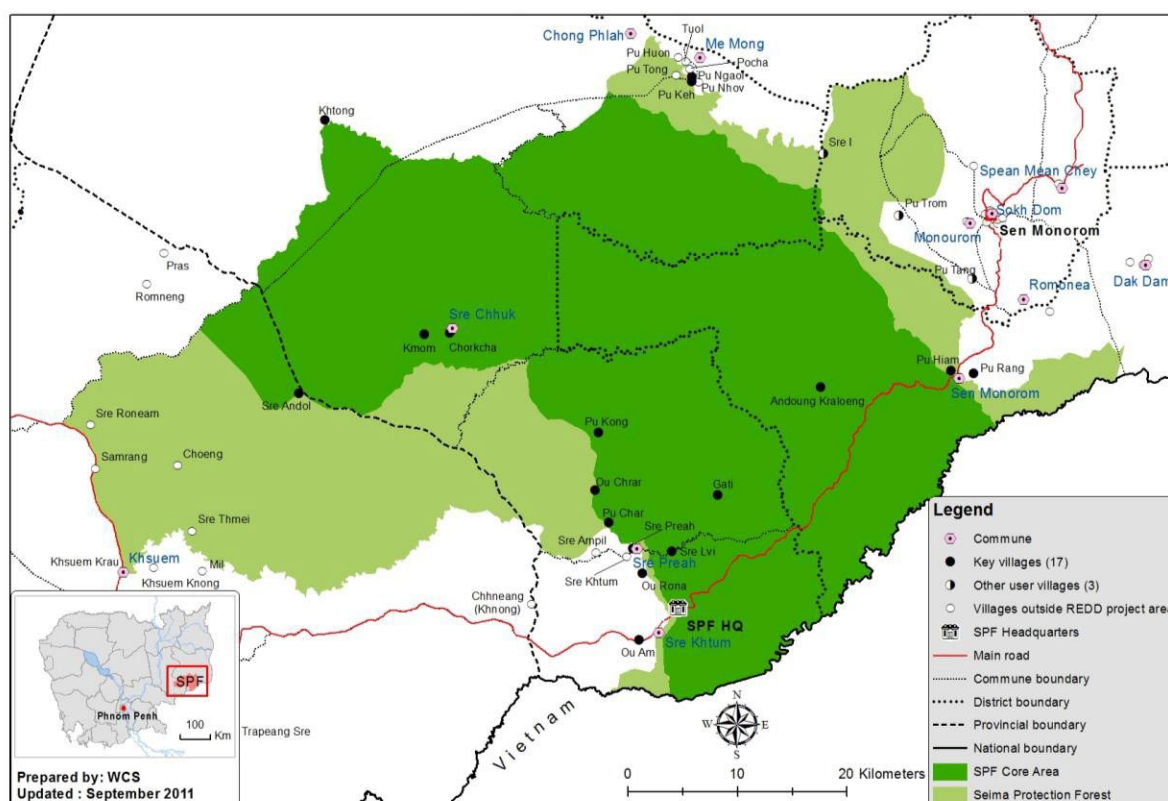 Tuol
Chong Phlah
Me Mong
Pu Huon
Pocha
Pu Tong
Pu Ngaol
Pu Keh
Pu Nhov
Khtong
Sre I
Spean Mean Chey
Pu Trom
Sokh Dom
Monourom
Sen Monorom
Pras
Pu Tang
Romonea
Dak Dam
Romneng
Sre Chhuk
Kmom
Chorkcha
Pu Hiam
Pu Rang
Sen Monorom
Sre Andol
Andoung Kraloeng
Sre Roneam
Pu Kong
Samrang
Choeng
Ou Chrar
Gati
Pu Char
Sre Thmei
Sre Preah
Sre Ampil
Sre Lvi
Sre Preah
Khsuem Krau
Khsuem
Mil
Khsuem Knong
Sre Khtum
Ou Rona
Chhneang
(Khnong)
SPF HQ
Sre Khtum
Ou Am
Vietnam
Trapeang Sre
SPF
Phnom Penh
100
Km
Prepared by: WCS
Updated : September 2011
N
W
E
S
0
10
20 Kilometers
Legend
Commune
Key villages (17)
Other user villages (3)
Villages outside REDD project area
SPF Headquarters
Main road
Commune boundary
District boundary
Provincial boundary
National boundary
SPF Core Area
Seima Protection Forest